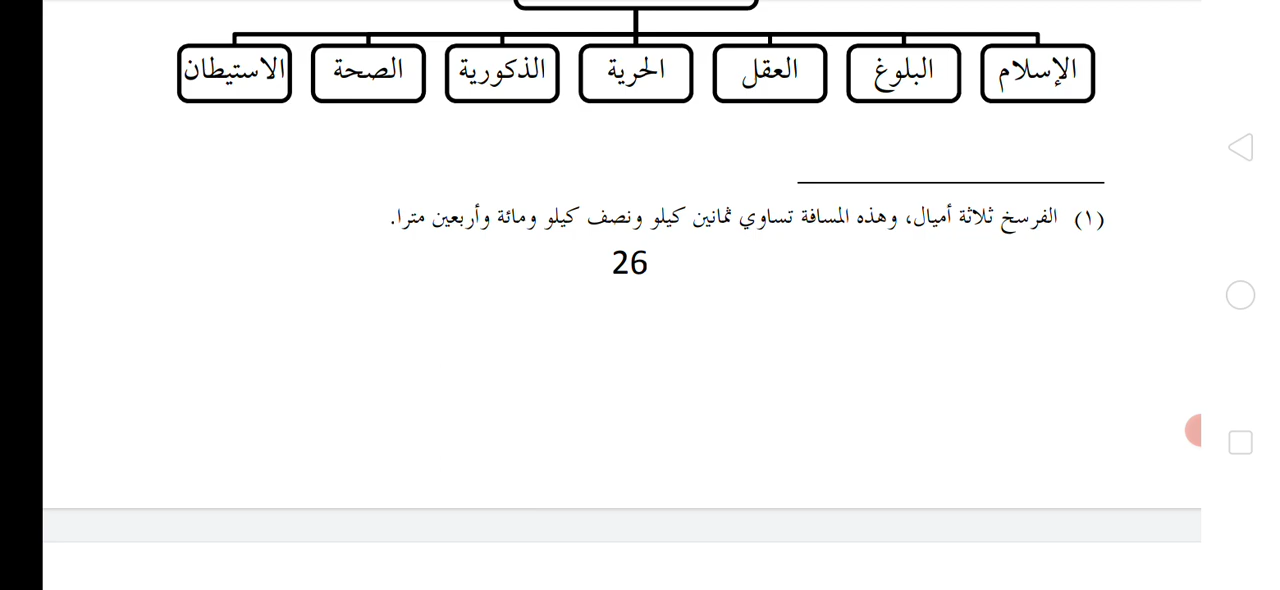 الإسلام البلوغ العقل الحرية الذكورية الصحة الاستيطان
(١) الفرسخ ثلاثة أميال، وهذه المسافة تساوي ثمانين كيلو ونصف كيلو ومائة وأربعين مترا.
26